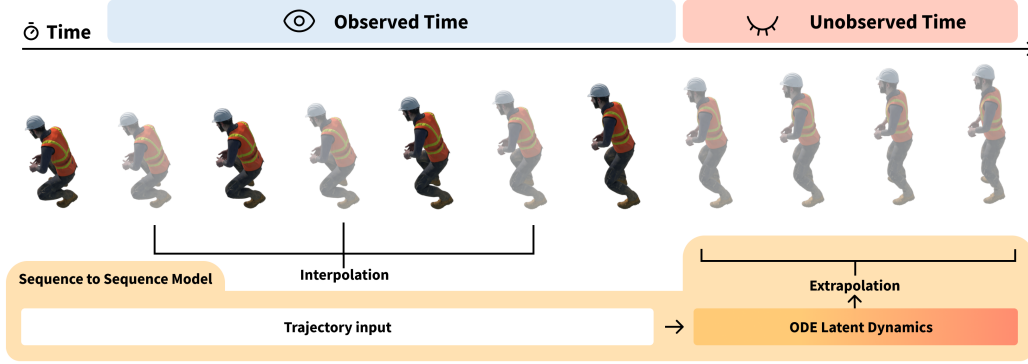 Time
Observed Time
Unobserved Time
Interpolation
Extrapolation
Sequence to Sequence Model
Trajectory input
ODE Latent Dynamics